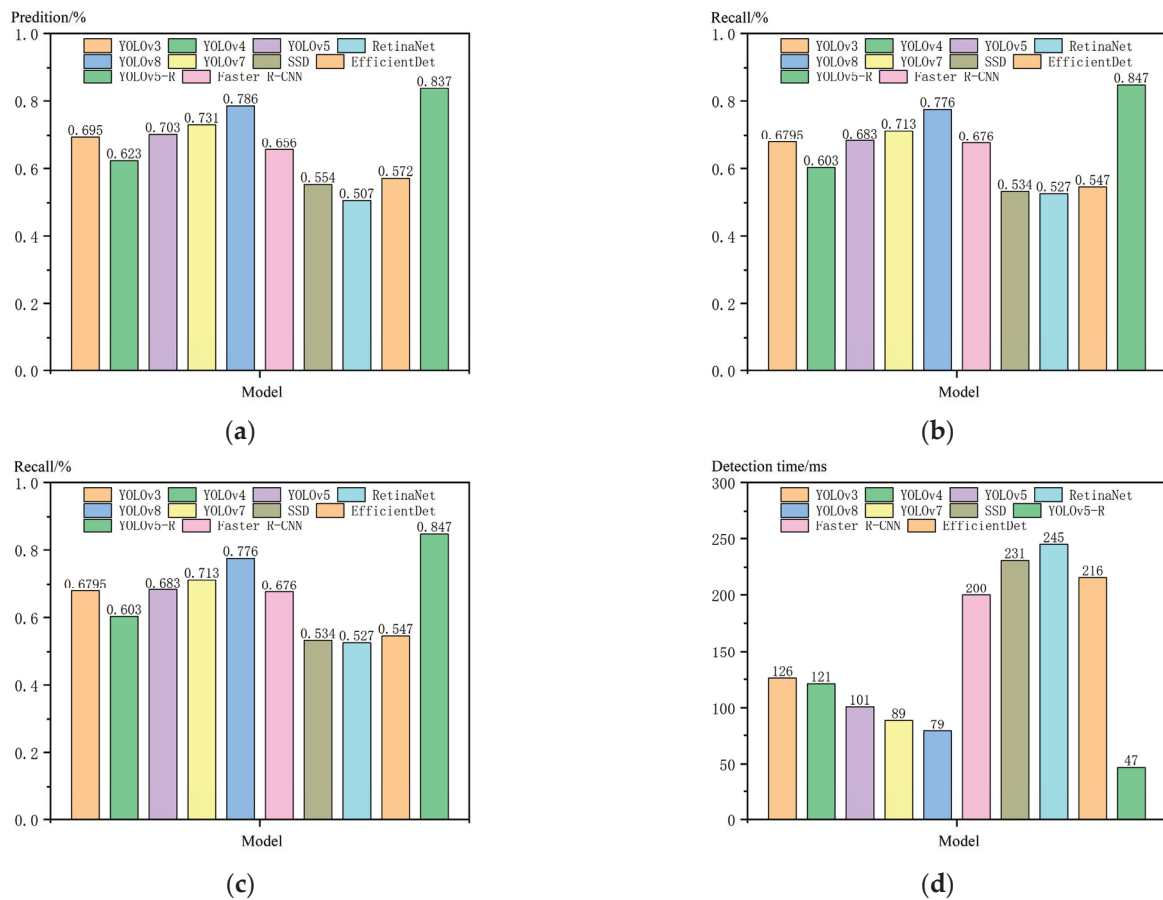 Predition/%
1.0
YOLOv3 YOLOv4 YOLOv5 RetinaNet
YOLOv8 YOLOv7 SSD EfficientDet
YOLOv5-R Faster R-CNN
0.837
0.8
0.786
0.731
0.703
0.695
0.656
0.623
0.6
0.572
0.554
0.507
0.4
0.2
0.0
Model
(a)
Recall/%
1.0
YOLOv3 YOLOv4 YOLOv5 RetinaNet
YOLOv8 YOLOv7 SSD EfficientDet
YOLOv5-R Faster R-CNN
0.847
0.8
0.776
0.713
0.6795
0.683
0.676
0.603
0.6
0.534
0.527
0.547
0.4
0.2
0.0
Model
(b)
Recall/%
1.0
YOLOv3 YOLOv4 YOLOv5 RetinaNet
YOLOv8 YOLOv7 SSD EfficientDet
YOLOv5-R Faster R-CNN
0.847
0.8
0.776
0.713
0.6795
0.683
0.676
0.603
0.6
0.534
0.527
0.547
0.4
0.2
0.0
Model
(c)
Detection time/ms
300
YOLOv3 YOLOv4 YOLOv5 RetinaNet
YOLOv8 YOLOv7 SSD YOLOv5-R
Faster R-CNN EfficientDet
250
245
231
216
200
200
150
126
121
101
100
89
79
50
47
0
Model
(d)